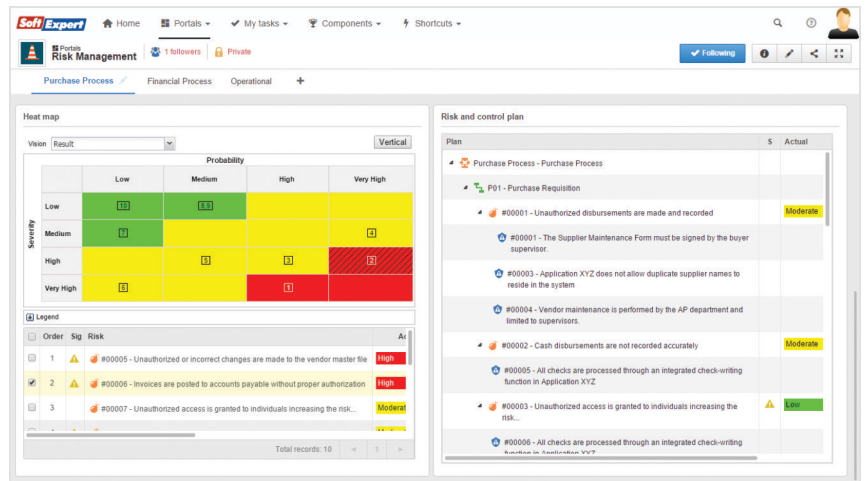 SoftExpert Home Portals My tasks Components Shortcuts
Portals
Risk Management 1 followers Private Following
Purchase Process Financial Process Operational +
Heat map
Vision Result Vertical
Probability
Low Medium High Very High
Severity
Low 10 8,9
Medium 7 4
High 5 3 2
Very High 6 1
Legend
Order Sig Risk Ac
1 #00005 - Unauthorized or incorrect changes are made to the vendor master file High
2 #00006 - Invoices are posted to accounts payable without proper authorization High
3 #00007 - Unauthorized access is granted to individuals increasing the risk... Moderat
Total records: 10 1
Risk and control plan
Plan S Actual
Purchase Process - Purchase Process
P01 - Purchase Requisition
#00001 - Unauthorized disbursements are made and recorded Moderate
#00001 - The Supplier Maintenance Form must be signed by the buyer
supervisor.
#00003 - Application XYZ does not allow duplicate supplier names to
reside in the system
#00004 - Vendor maintenance is performed by the AP department and
limited to supervisors.
#00002 - Cash disbursements are not recorded accurately Moderate
#00005 - All checks are processed through an integrated check-writing
function in Application XYZ
#00003 - Unauthorized access is granted to individuals increasing the Low
risk...
#00006 - All checks are processed through an integrated check-writing
function in Application XYZ